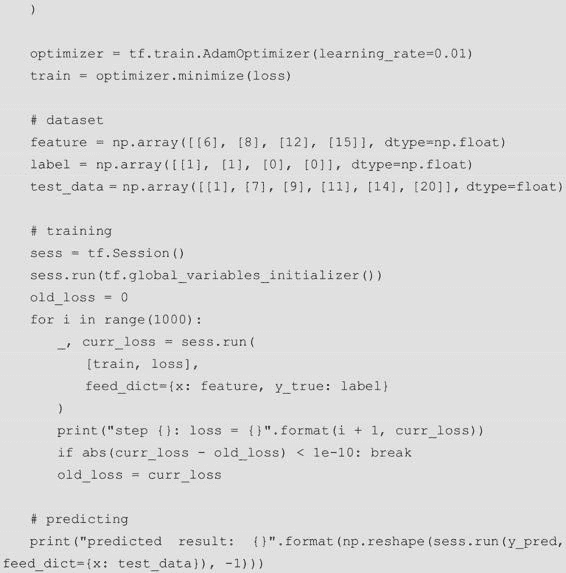 )
optimizer = tf.train.AdamOptimizer(learning_rate=0.01)
train = optimizer.minimize(loss)
# dataset
feature = np.array([[6], [8], [12], [15]], dtype=np.float)
label = np.array([[1], [1], [0], [0]], dtype=np.float)
test_data = np.array([[1], [7], [9], [11], [14], [20]], dtype=float)
# training
sess = tf.Session()
sess.run(tf.global_variables_initializer())
old_loss = 0
for i in range(1000):
_, curr_loss = sess.run(
[train, loss],
feed_dict={x: feature, y_true: label}
)
print("step {}: loss = {}".format(i + 1, curr_loss))
if abs(curr_loss - old_loss) < 1e-10: break
old_loss = curr_loss
# predicting
print("predicted result: {}".format(np.reshape(sess.run(y_pred,
feed_dict={x: test_data}), -1)))